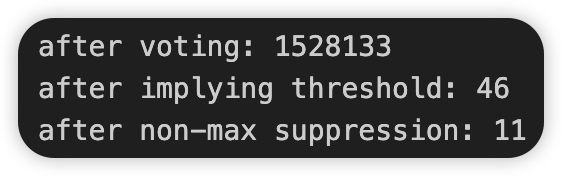 after voting: 1528133
after implying threshold: 46
after non-max suppression: 11